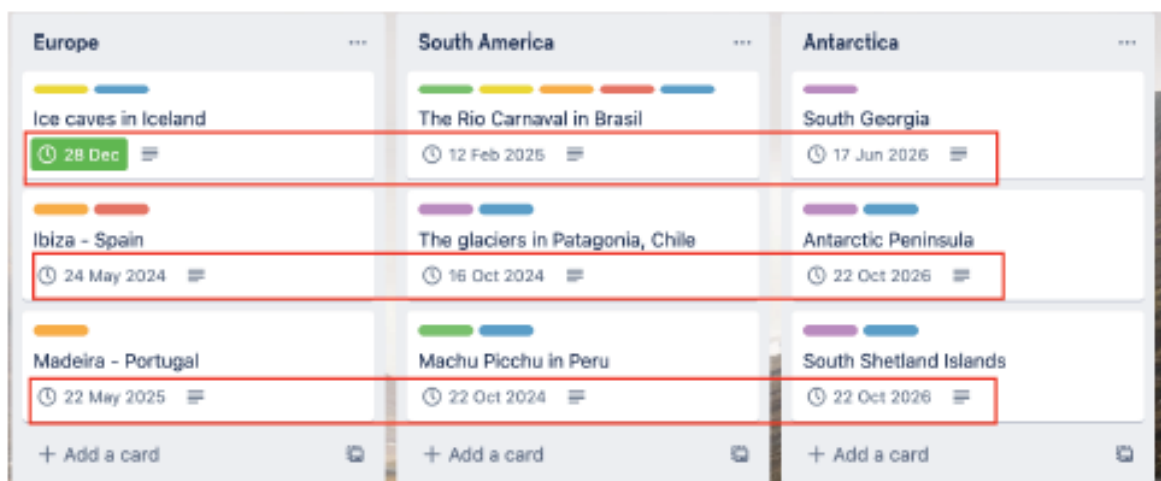 Europe
Ice caves in Iceland
28 Dec
Ibiza - Spain
24 May 2024
Madeira - Portugal
22 May 2025
+ Add a card
South America
The Rio Carnaval in Brasil
12 Feb 2025
The glaciers in Patagonia, Chile
16 Oct 2024
Machu Picchu in Peru
22 Oct 2024
+ Add a card
Antarctica
South Georgia
17 Jun 2026
Antarctic Peninsula
22 Oct 2026
South Shetland Islands
22 Oct 2026
+ Add a card